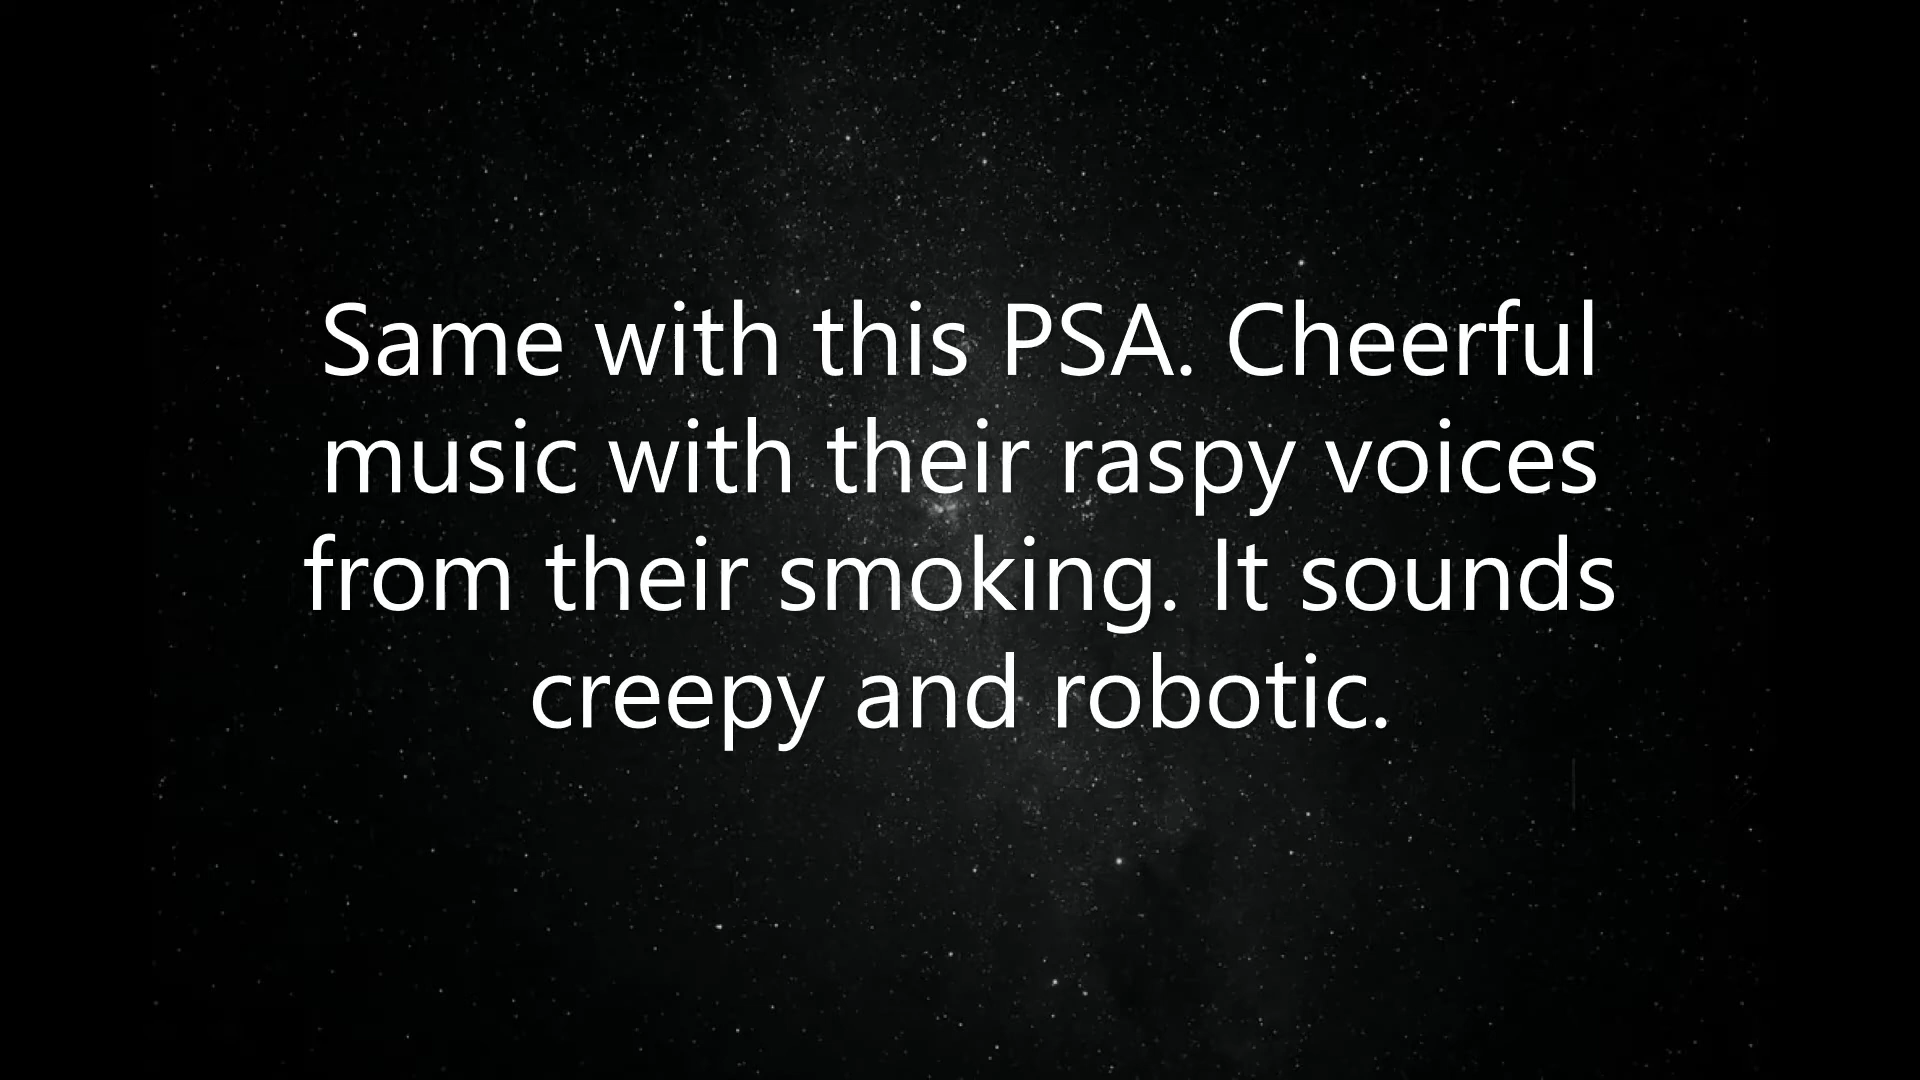 Same with this PSA. Cheerful
music with their raspy voices
from their smoking. It sounds
creepy and robotic.